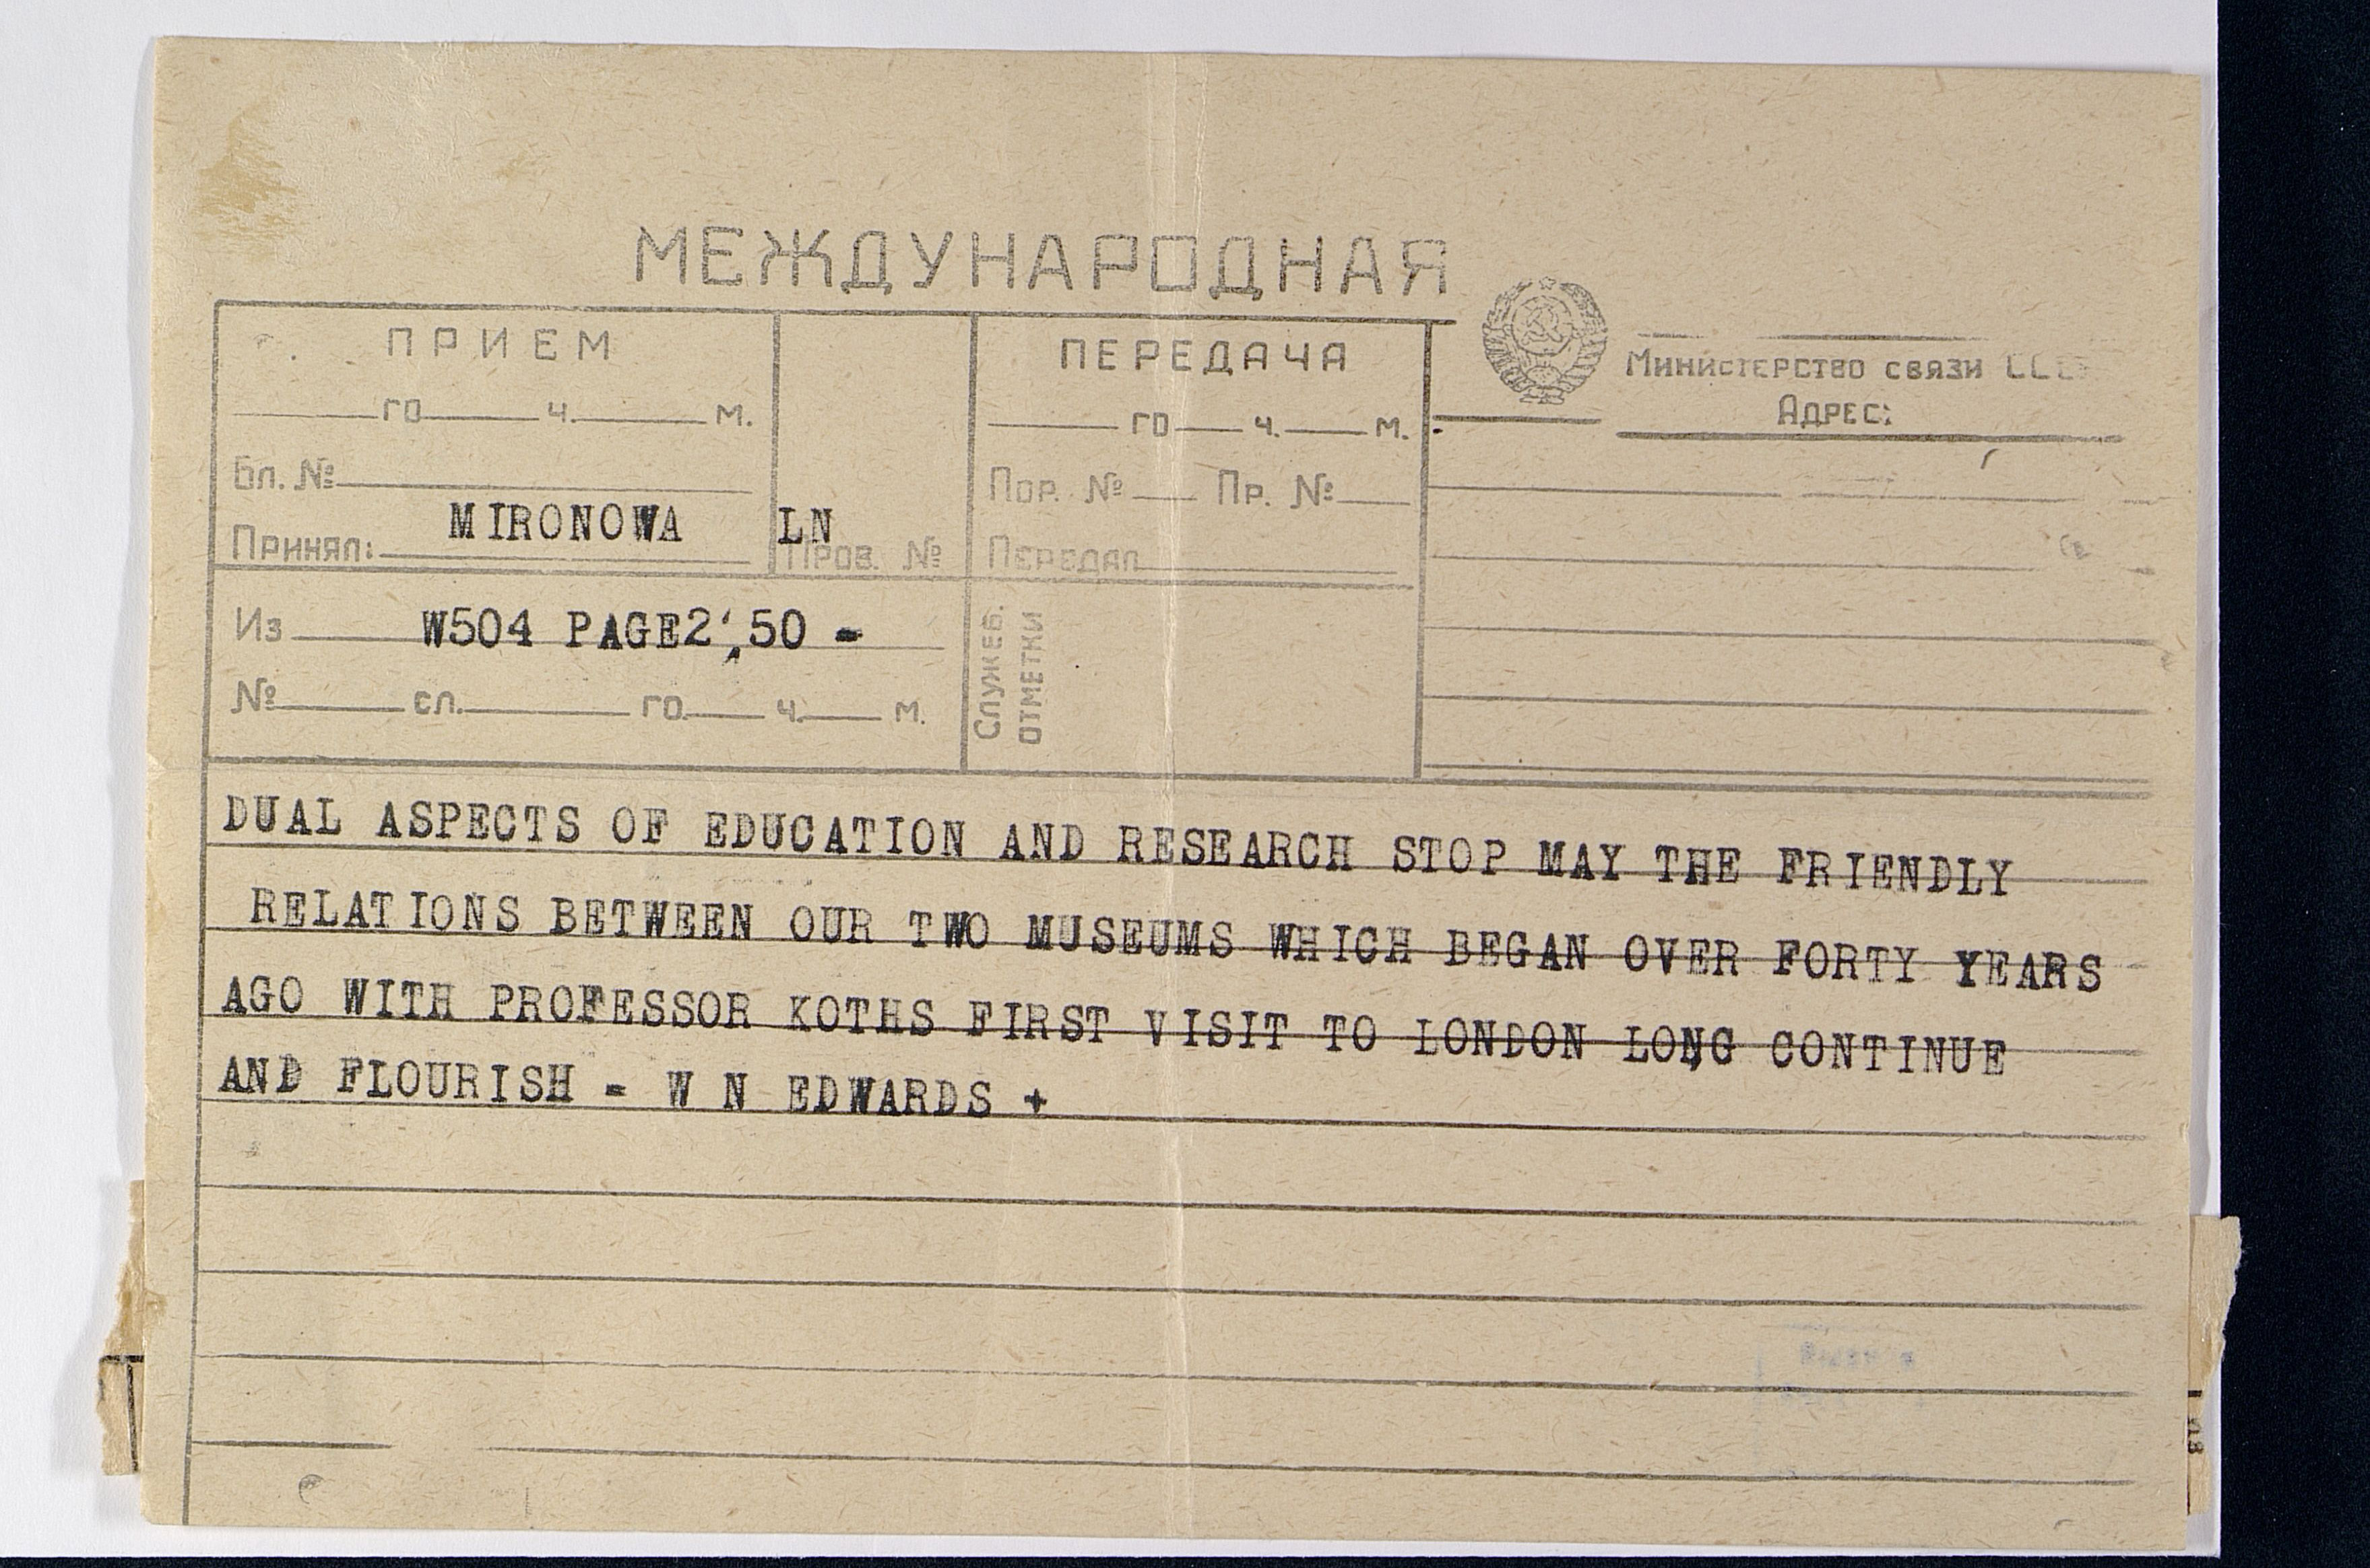 МЕЖДУНАРОДНАЯ
ПРИЕМ
го ч. м.
Бл. №
Принял: MIRONOWA
LN
Пров. №
ПЕРЕДАЧА
го ч. м.
Пор. № Пр. №
Передал
Министерство связи СССР
Адрес:
Из W504 PAGE2',50 -
№ сл. го. ч. м.
Служеб.
отметки
DUAL ASPECTS OF EDUCATION AND RESEARCH STOP MAY THE FRIENDLY
RELATIONS BETWEEN OUR TWO MUSEUMS WHICH BEGAN OVER FORTY YEARS
AGO WITH PROFESSOR KOTHS FIRST VISIT TO LONDON LONG CONTINUE
AND FLOURISH - W N EDWARDS +